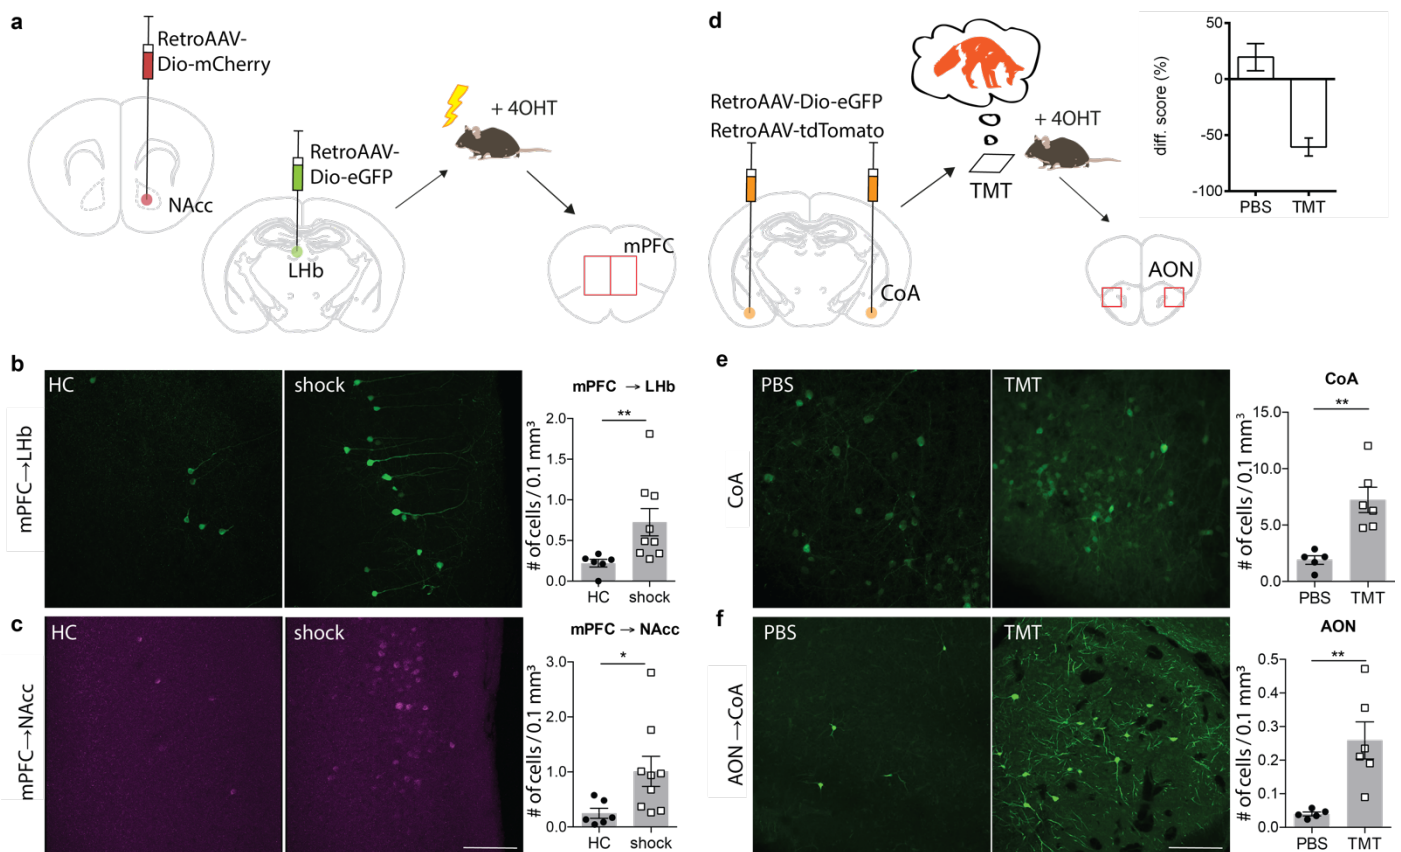 a
RetroAAV-
Dio-mCherry
NAcc
RetroAAV-
Dio-eGFP
LHb
+ 4OHT
mPFC
d
RetroAAV-Dio-eGFP
RetroAAV-tdTomato
CoA
TMT
+ 4OHT
AON
diff. score (%)
50
0
-50
-100
PBS
TMT
b
mPFC→LHb
HC
shock
mPFC → LHb
**
# of cells / 0.1 mm³
2.0
1.5
1.0
0.5
0.0
HC
shock
c
mPFC→NAcc
HC
shock
mPFC → NAcc
*
# of cells / 0.1 mm³
3.0
2.0
1.0
0.0
HC
shock
e
CoA
PBS
TMT
CoA
**
# of cells / 0.1 mm³
15.0
10.0
5.0
0.0
PBS
TMT
f
AON→CoA
PBS
TMT
AON
**
# of cells / 0.1 mm³
0.5
0.4
0.3
0.2
0.1
0.0
PBS
TMT